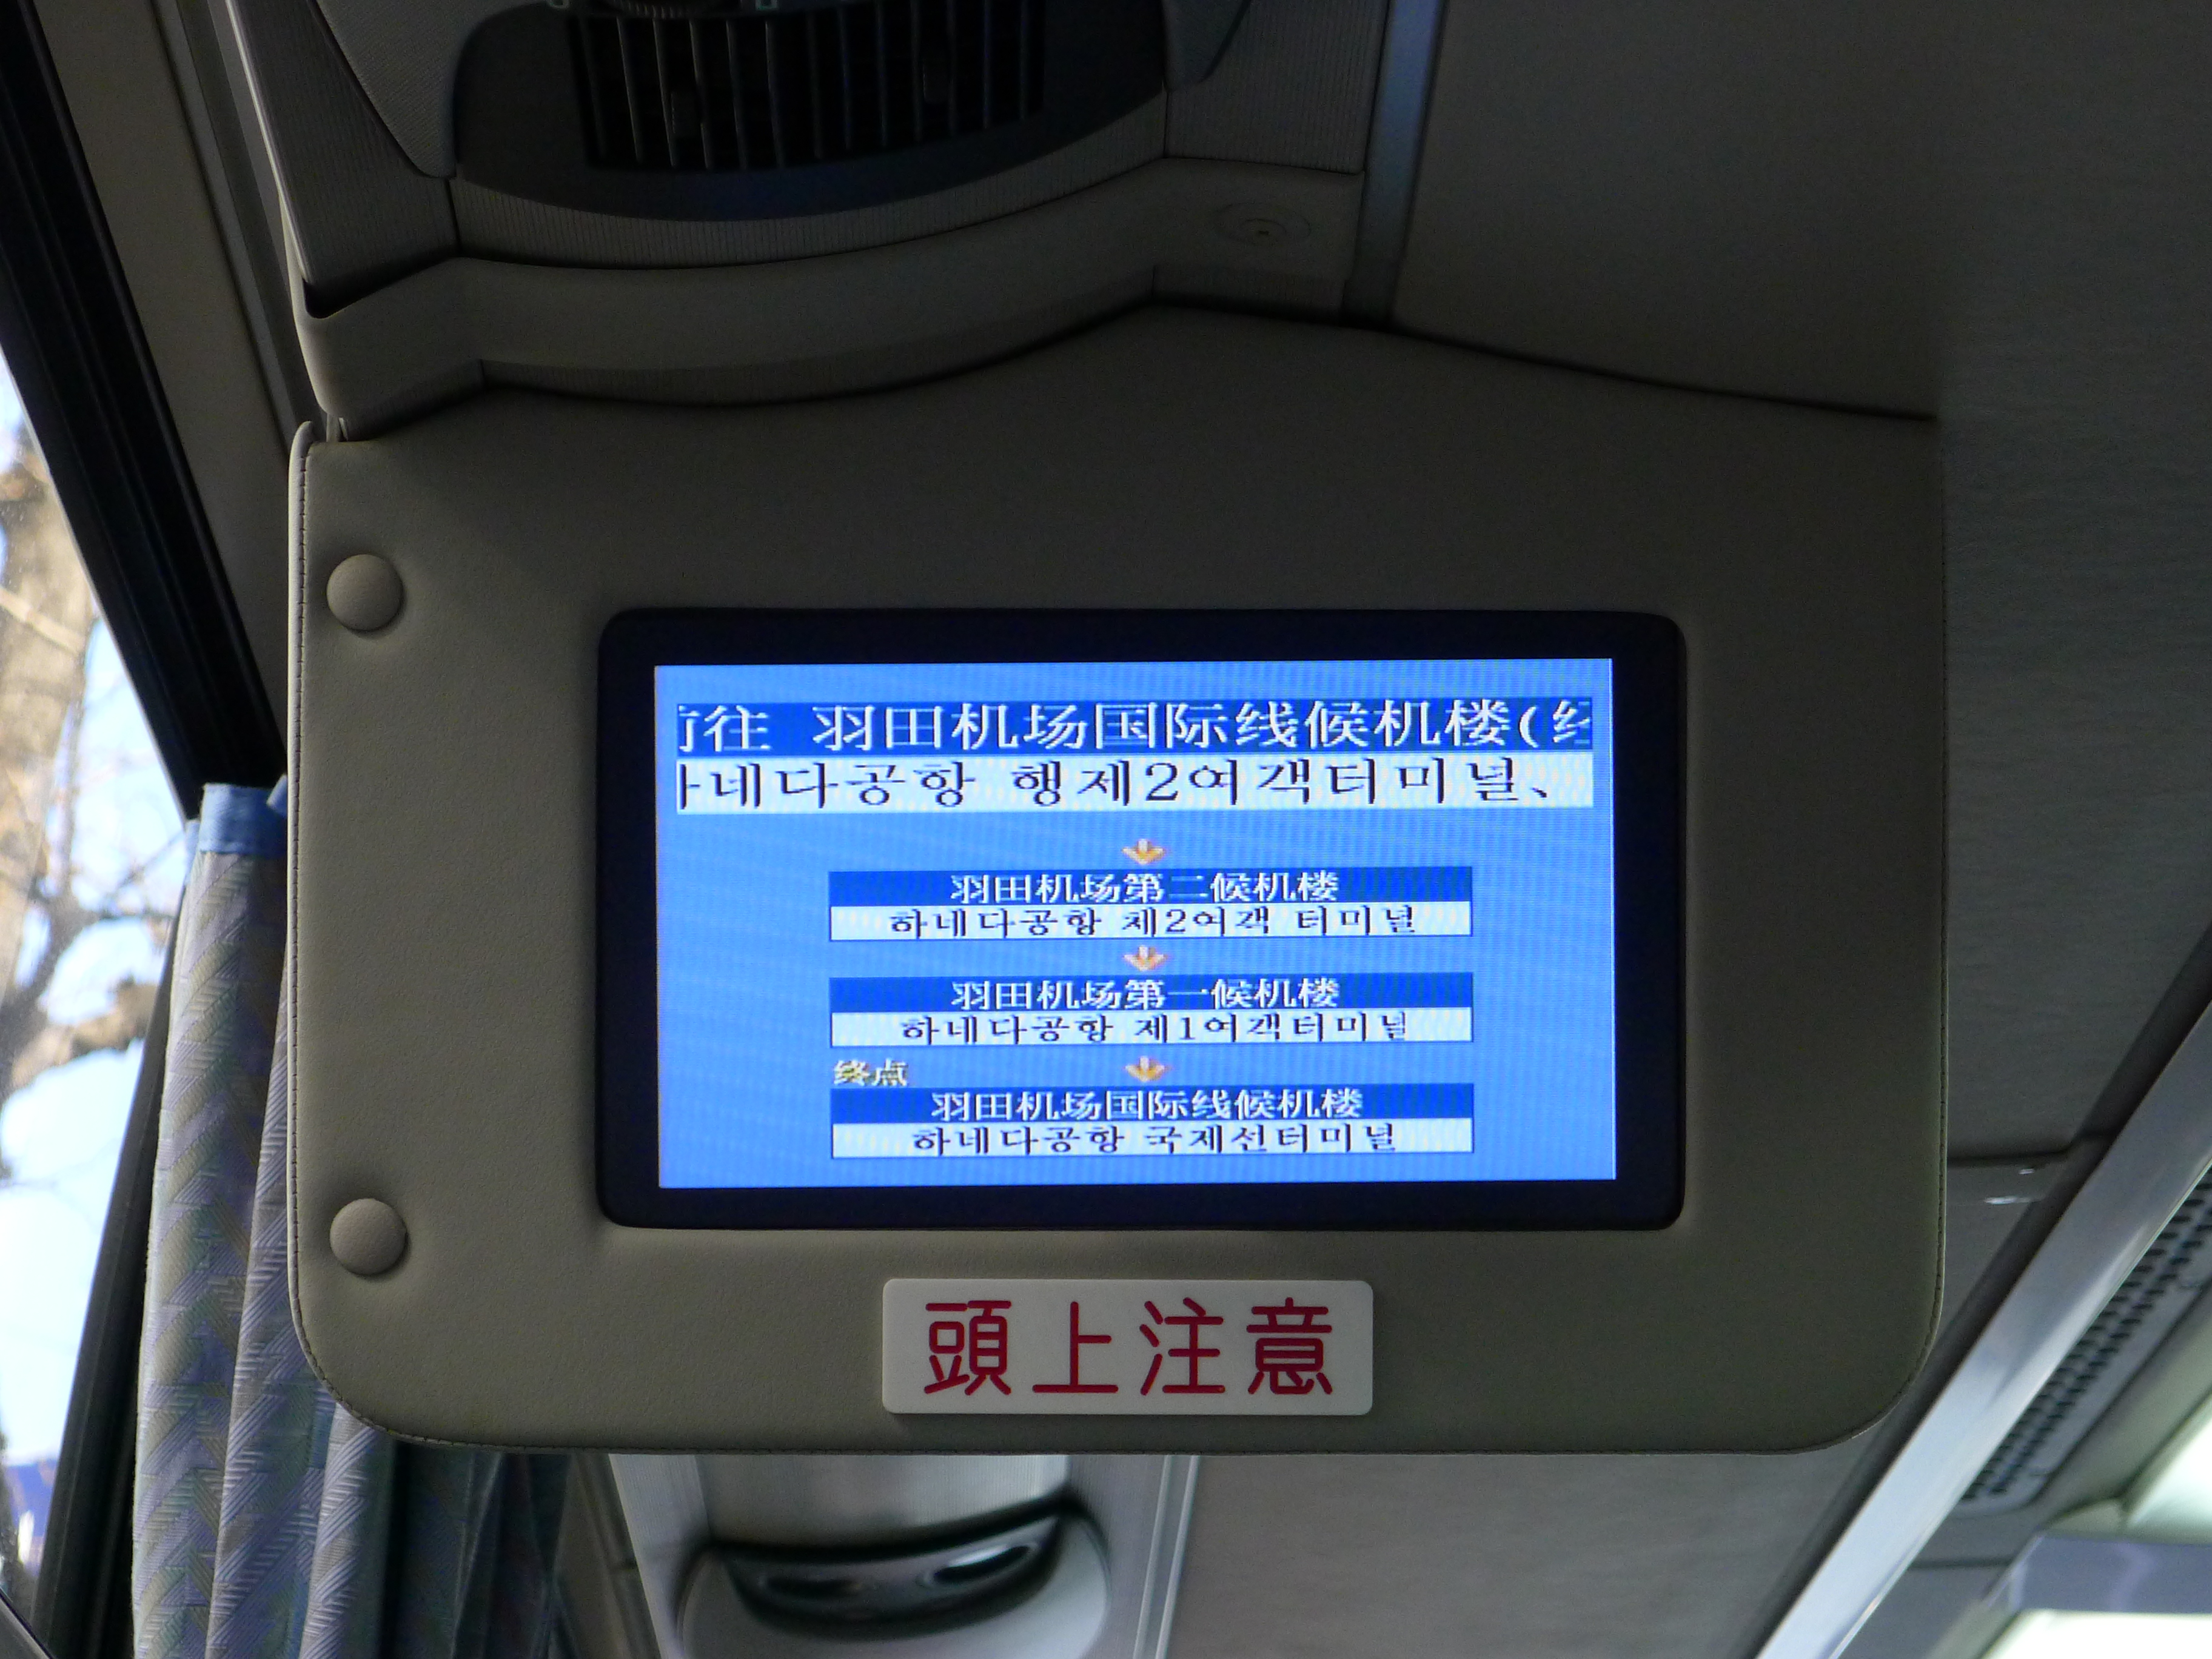 往 羽田机场国际线候机楼(
네다공항 행제2여객터미널、
羽田机场第二候机楼
하네다공항 제2여객 터미널
羽田机场第一候机楼
하네다공항 제1여객터미널
终点
羽田机场国际线候机楼
하네다공항 국제선터미널
頭上注意